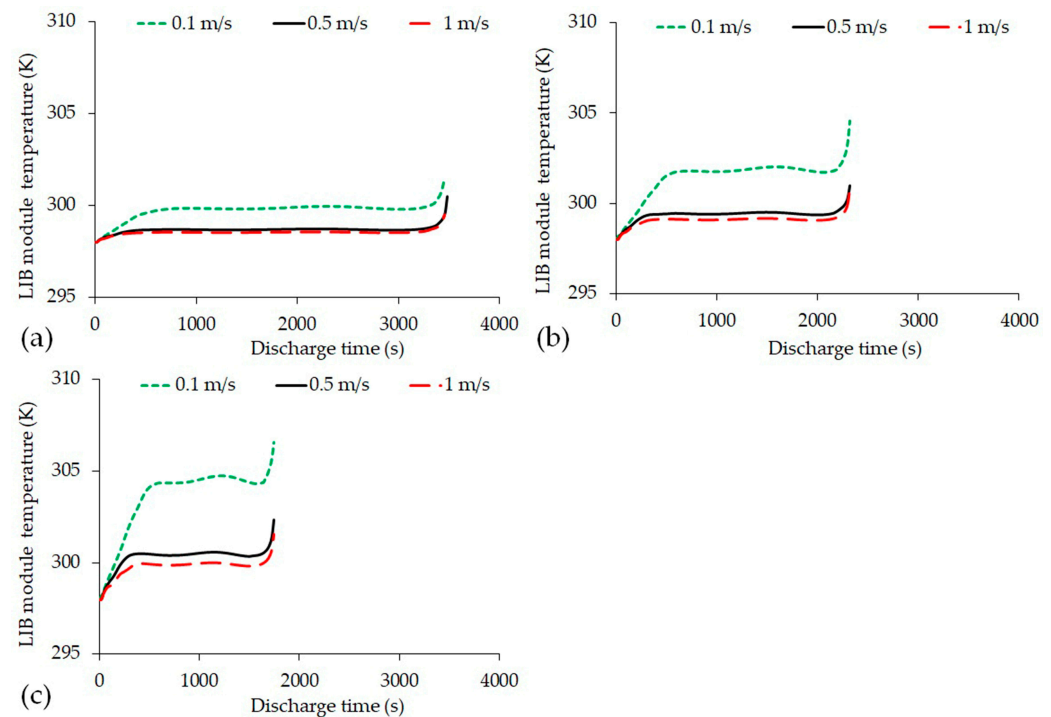 0.1 m/s 0.5 m/s 1 m/s
LIB module temperature (K)
310
305
300
295
0 1000 2000 3000 4000
Discharge time (s)
(a)
0.1 m/s 0.5 m/s 1 m/s
LIB module temperature (K)
310
305
300
295
0 1000 2000 3000 4000
Discharge time (s)
(b)
0.1 m/s 0.5 m/s 1 m/s
LIB module temperature (K)
310
305
300
295
0 1000 2000 3000 4000
Discharge time (s)
(c)